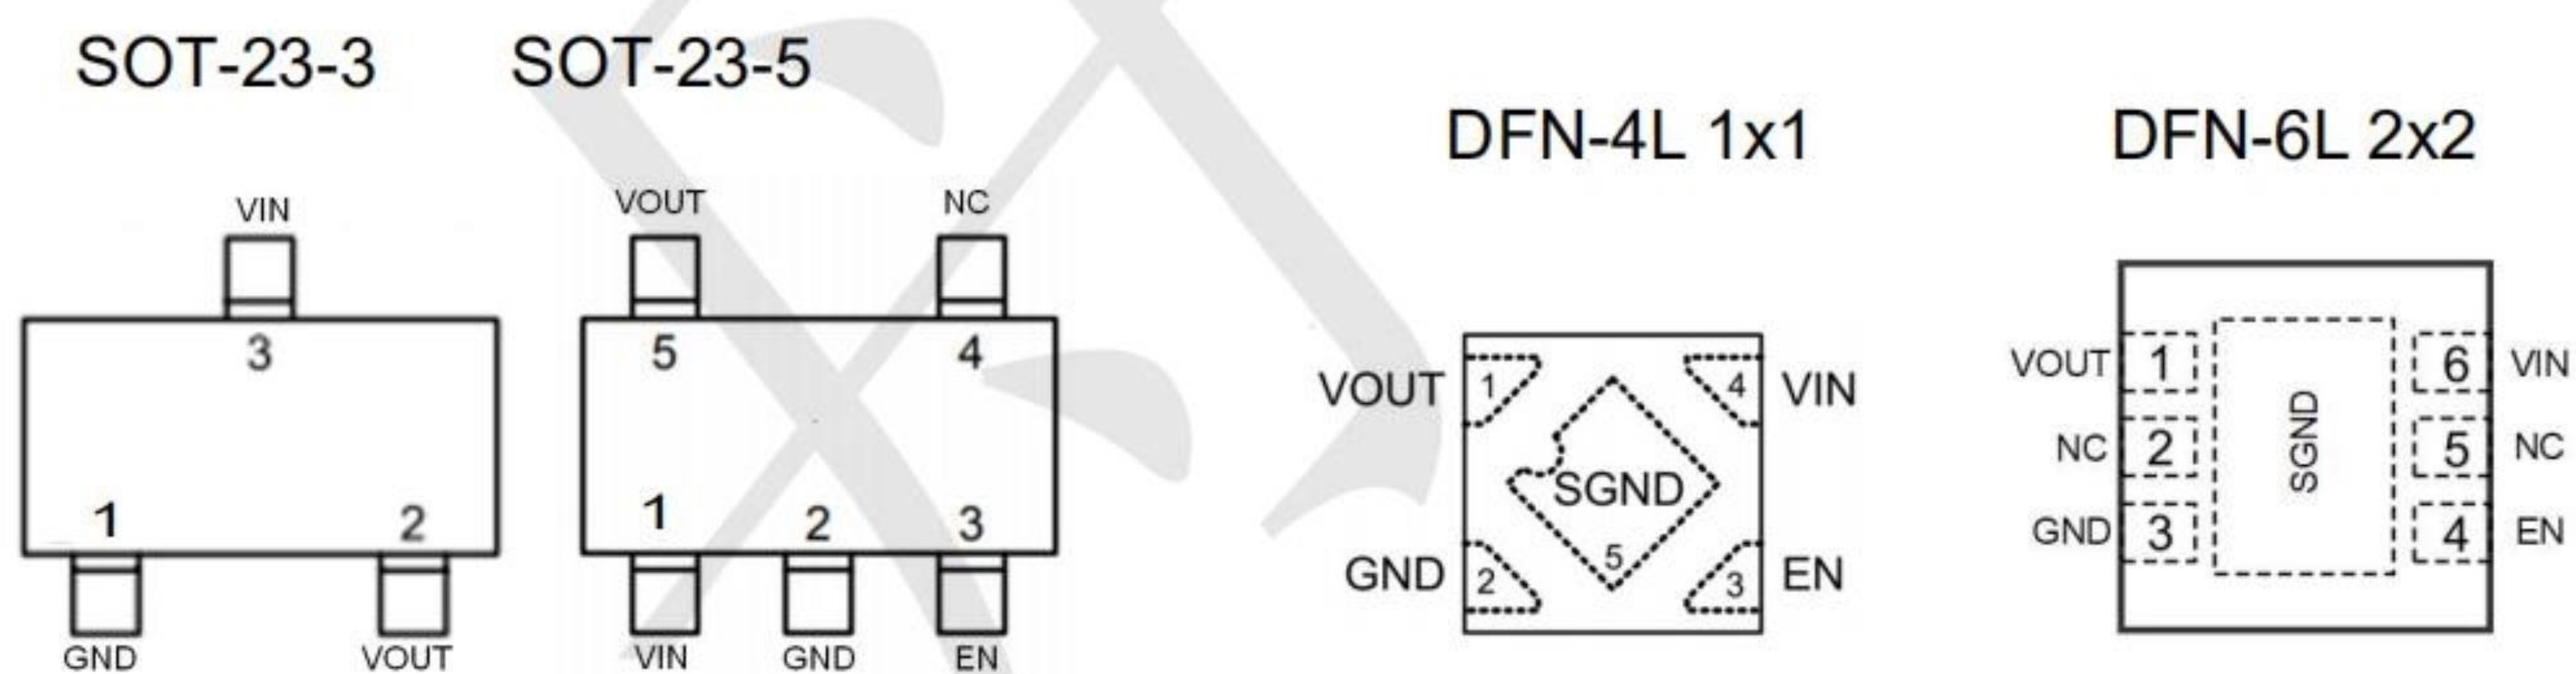 SOT-23-3
SOT-23-5
DFN-4L 1x1
DFN-6L 2x2
VIN
3
1
2
GND
VOUT
VOUT
NC
5
4
1
2
3
VIN
GND
EN
VOUT
1
4
VIN
SGND
GND
2
5
3
EN
VOUT
1
6
VIN
NC
2
SGND
5
NC
GND
3
4
EN